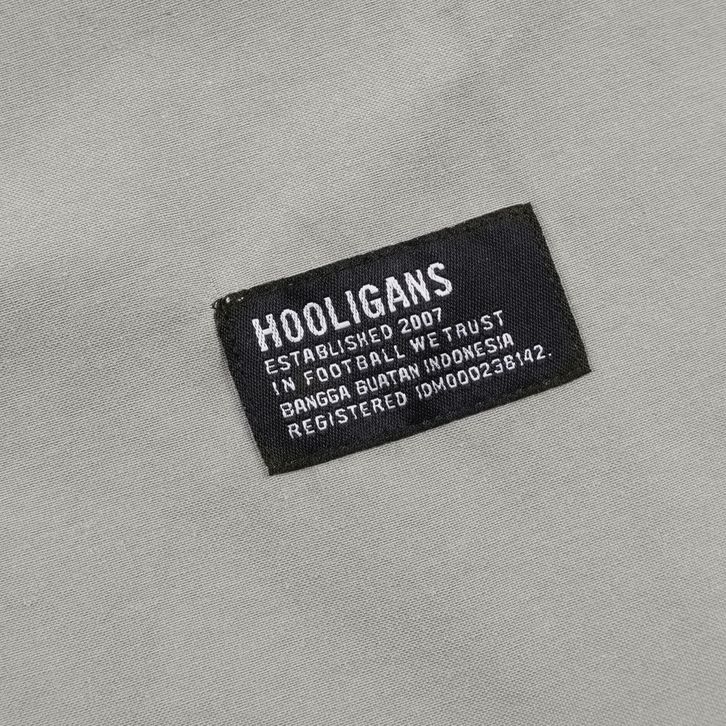 HOOLIGANS
ESTABLISHED 2007
IN FOOTBALL WE TRUST
BANGGA BUATAN INDONESIA
REGISTERED IDM000238142.